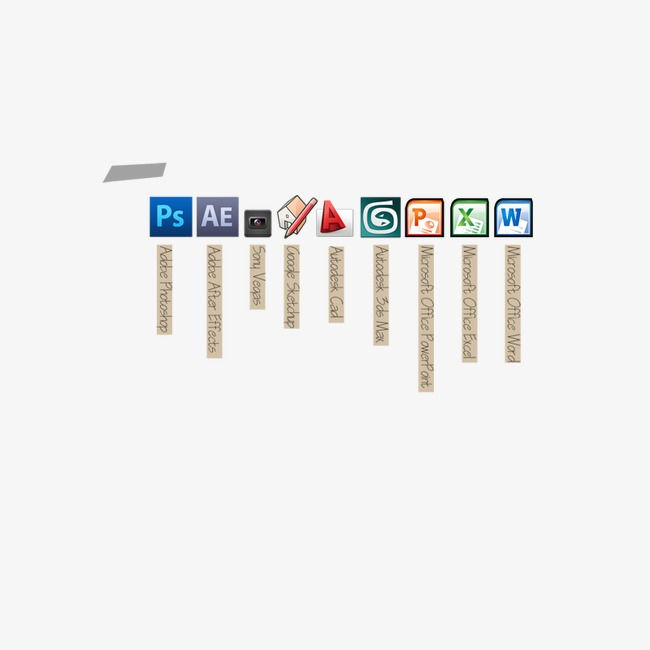 Ps
AE
A
P
X
W
Adobe Photoshop
Adobe After Effects
Sony Vegas
Google Sketchup
Autodesk Cad
Autodesk 3ds Max
Microsoft Office PowerPoint
Microsoft Office Excel
Microsoft Office Word